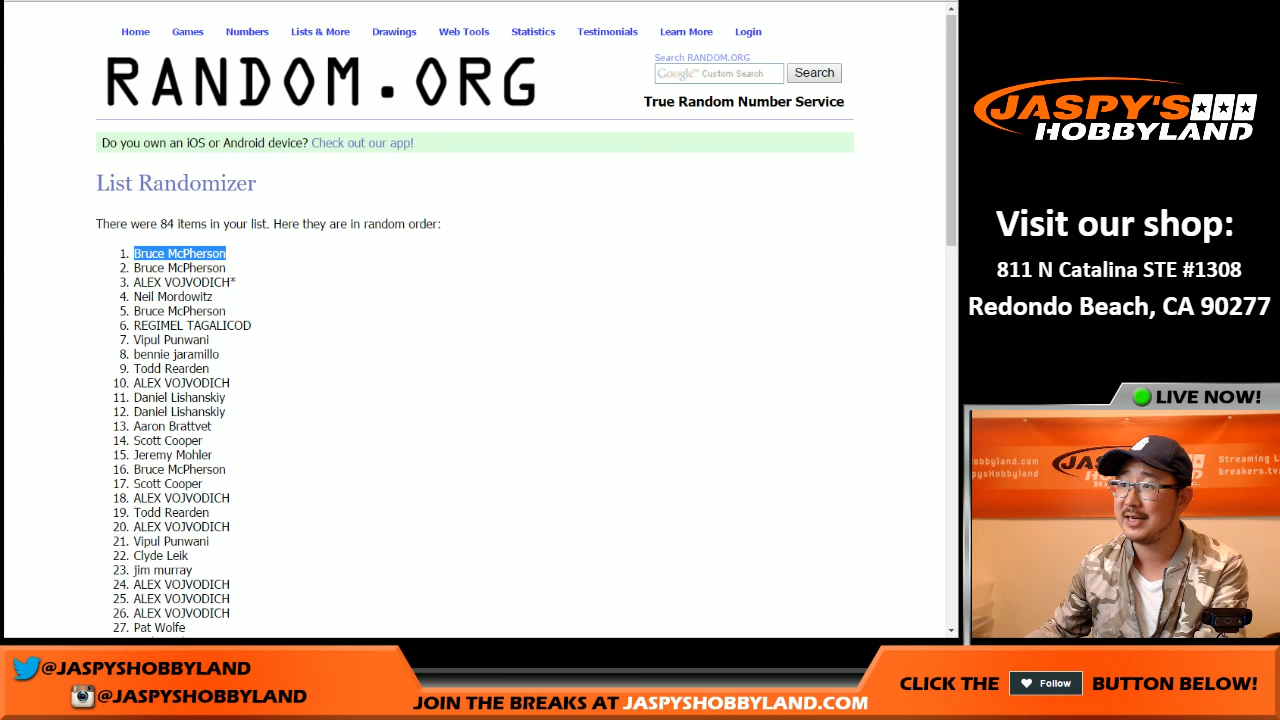 Home Games Numbers Lists & More Drawings Web Tools Statistics Testimonials Learn More Login
RANDOM.ORG
Search RANDOM.ORG
Google™ Custom Search Search
True Random Number Service
Do you own an iOS or Android device? Check out our app!
List Randomizer
There were 84 items in your list. Here they are in random order:
1. Bruce McPherson
2. Bruce McPherson
3. ALEX VOJVODICH*
4. Neil Mordowitz
5. Bruce McPherson
6. REGIMEL TAGALICOD
7. Vipul Punwani
8. bennie jaramillo
9. Todd Rearden
10. ALEX VOJVODICH
11. Daniel Lishanskiy
12. Daniel Lishanskiy
13. Aaron Brattvet
14. Scott Cooper
15. Jeremy Mohler
16. Bruce McPherson
17. Scott Cooper
18. ALEX VOJVODICH
19. Todd Rearden
20. ALEX VOJVODICH
21. Vipul Punwani
22. Clyde Leik
23. jim murray
24. ALEX VOJVODICH
25. ALEX VOJVODICH
26. ALEX VOJVODICH
27. Pat Wolfe
JASPY'S
HOBBYLAND
Visit our shop:
811 N Catalina STE #1308
Redondo Beach, CA 90277
LIVE NOW!
Streaming
breakers.tv
@JASPYSHOBBYLAND
@JASPYSHOBBYLAND
JOIN THE BREAKS AT JASPYSHOBBYLAND.COM
CLICK THE Follow BUTTON BELOW!